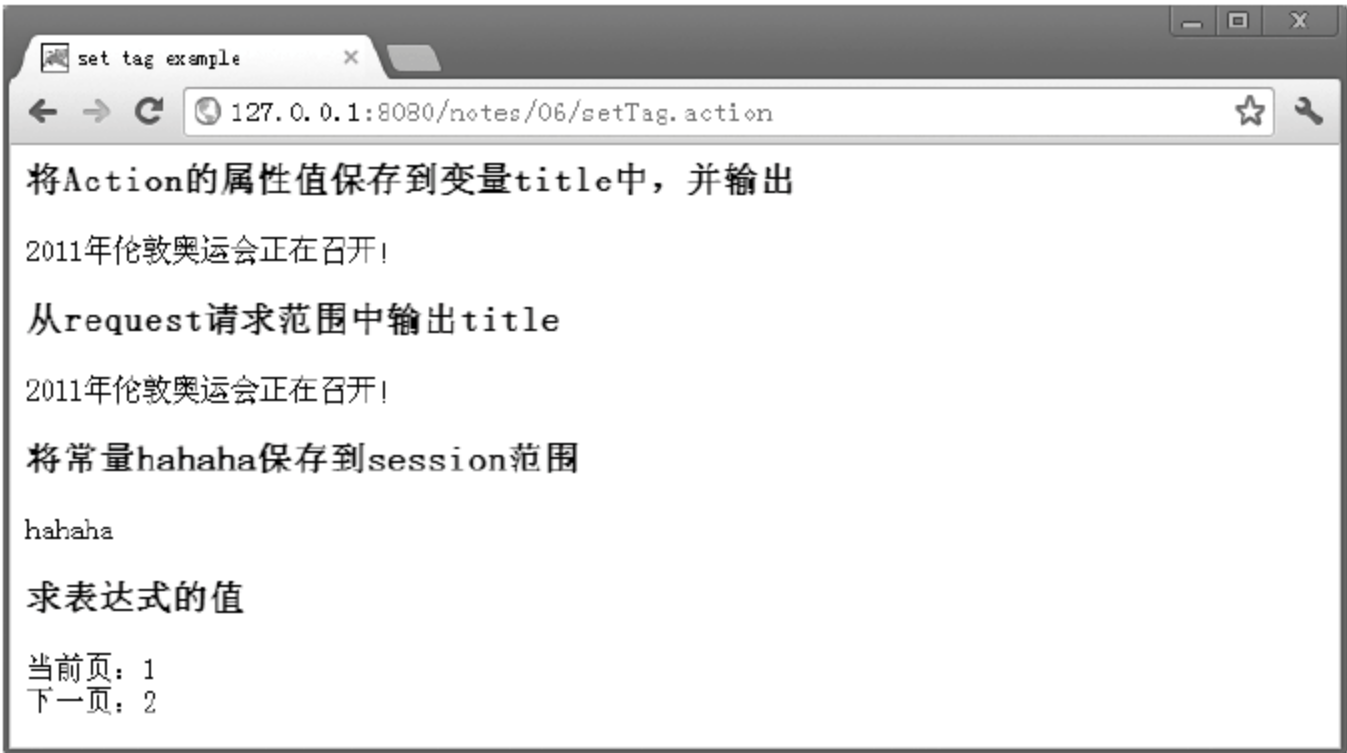 set tag example
127.0.0.1:8080/notes/06/setTag.action
将Action的属性值保存到变量title中，并输出
2011年伦敦奥运会正在召开!
从request请求范围中输出title
2011年伦敦奥运会正在召开!
将常量hahaha保存到session范围
hahaha
求表达式的值
当前页：1
下一页：2